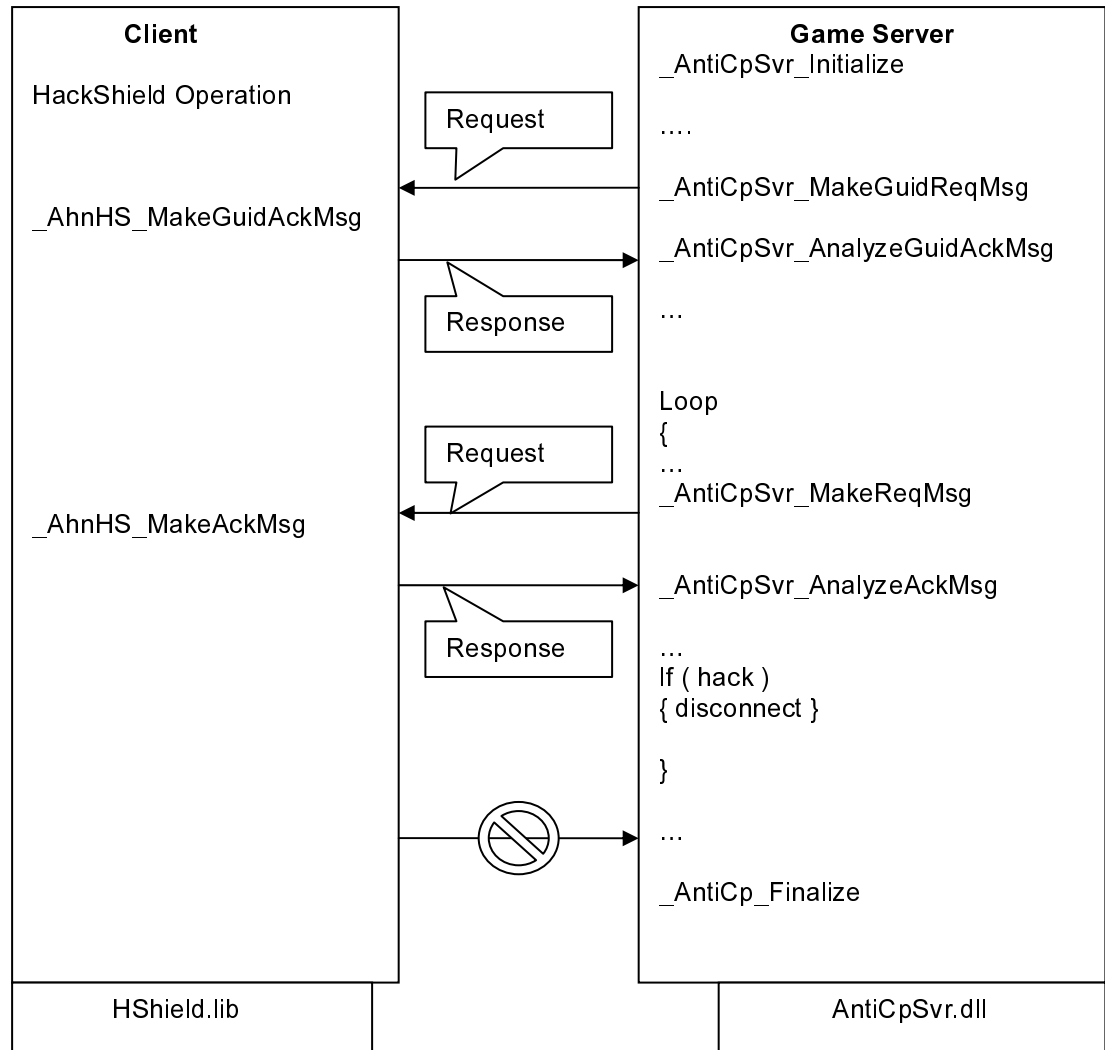 Client
HackShield Operation
_AhnHS_MakeGuidAckMsg
_AhnHS_MakeAckMsg
Request
Response
Request
Response
Game Server
_AntiCpSvr_Initialize
....
_AntiCpSvr_MakeGuidReqMsg
_AntiCpSvr_AnalyzeGuidAckMsg
...
Loop
{
...
_AntiCpSvr_MakeReqMsg
_AntiCpSvr_AnalyzeAckMsg
...
If ( hack )
{ disconnect }
}
...
_AntiCp_Finalize
HShield.lib
AntiCpSvr.dll